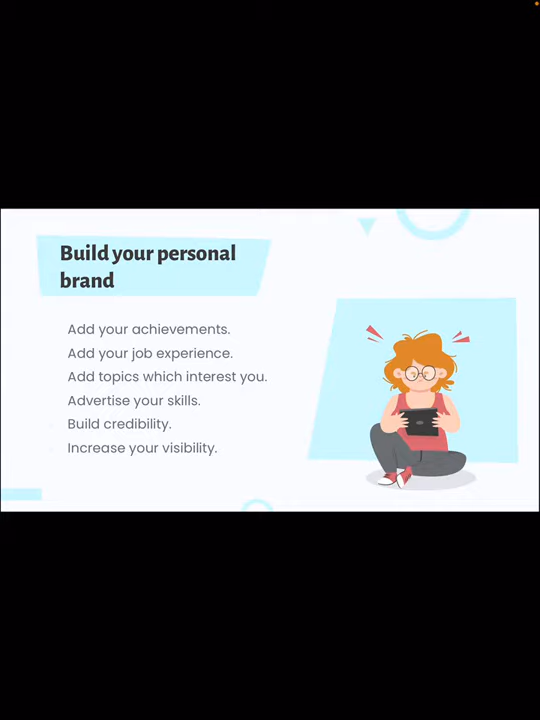 Build your personal
brand
Add your achievements.
Add your job experience.
Add topics which interest you.
Advertise your skills.
Build credibility.
Increase your visibility.